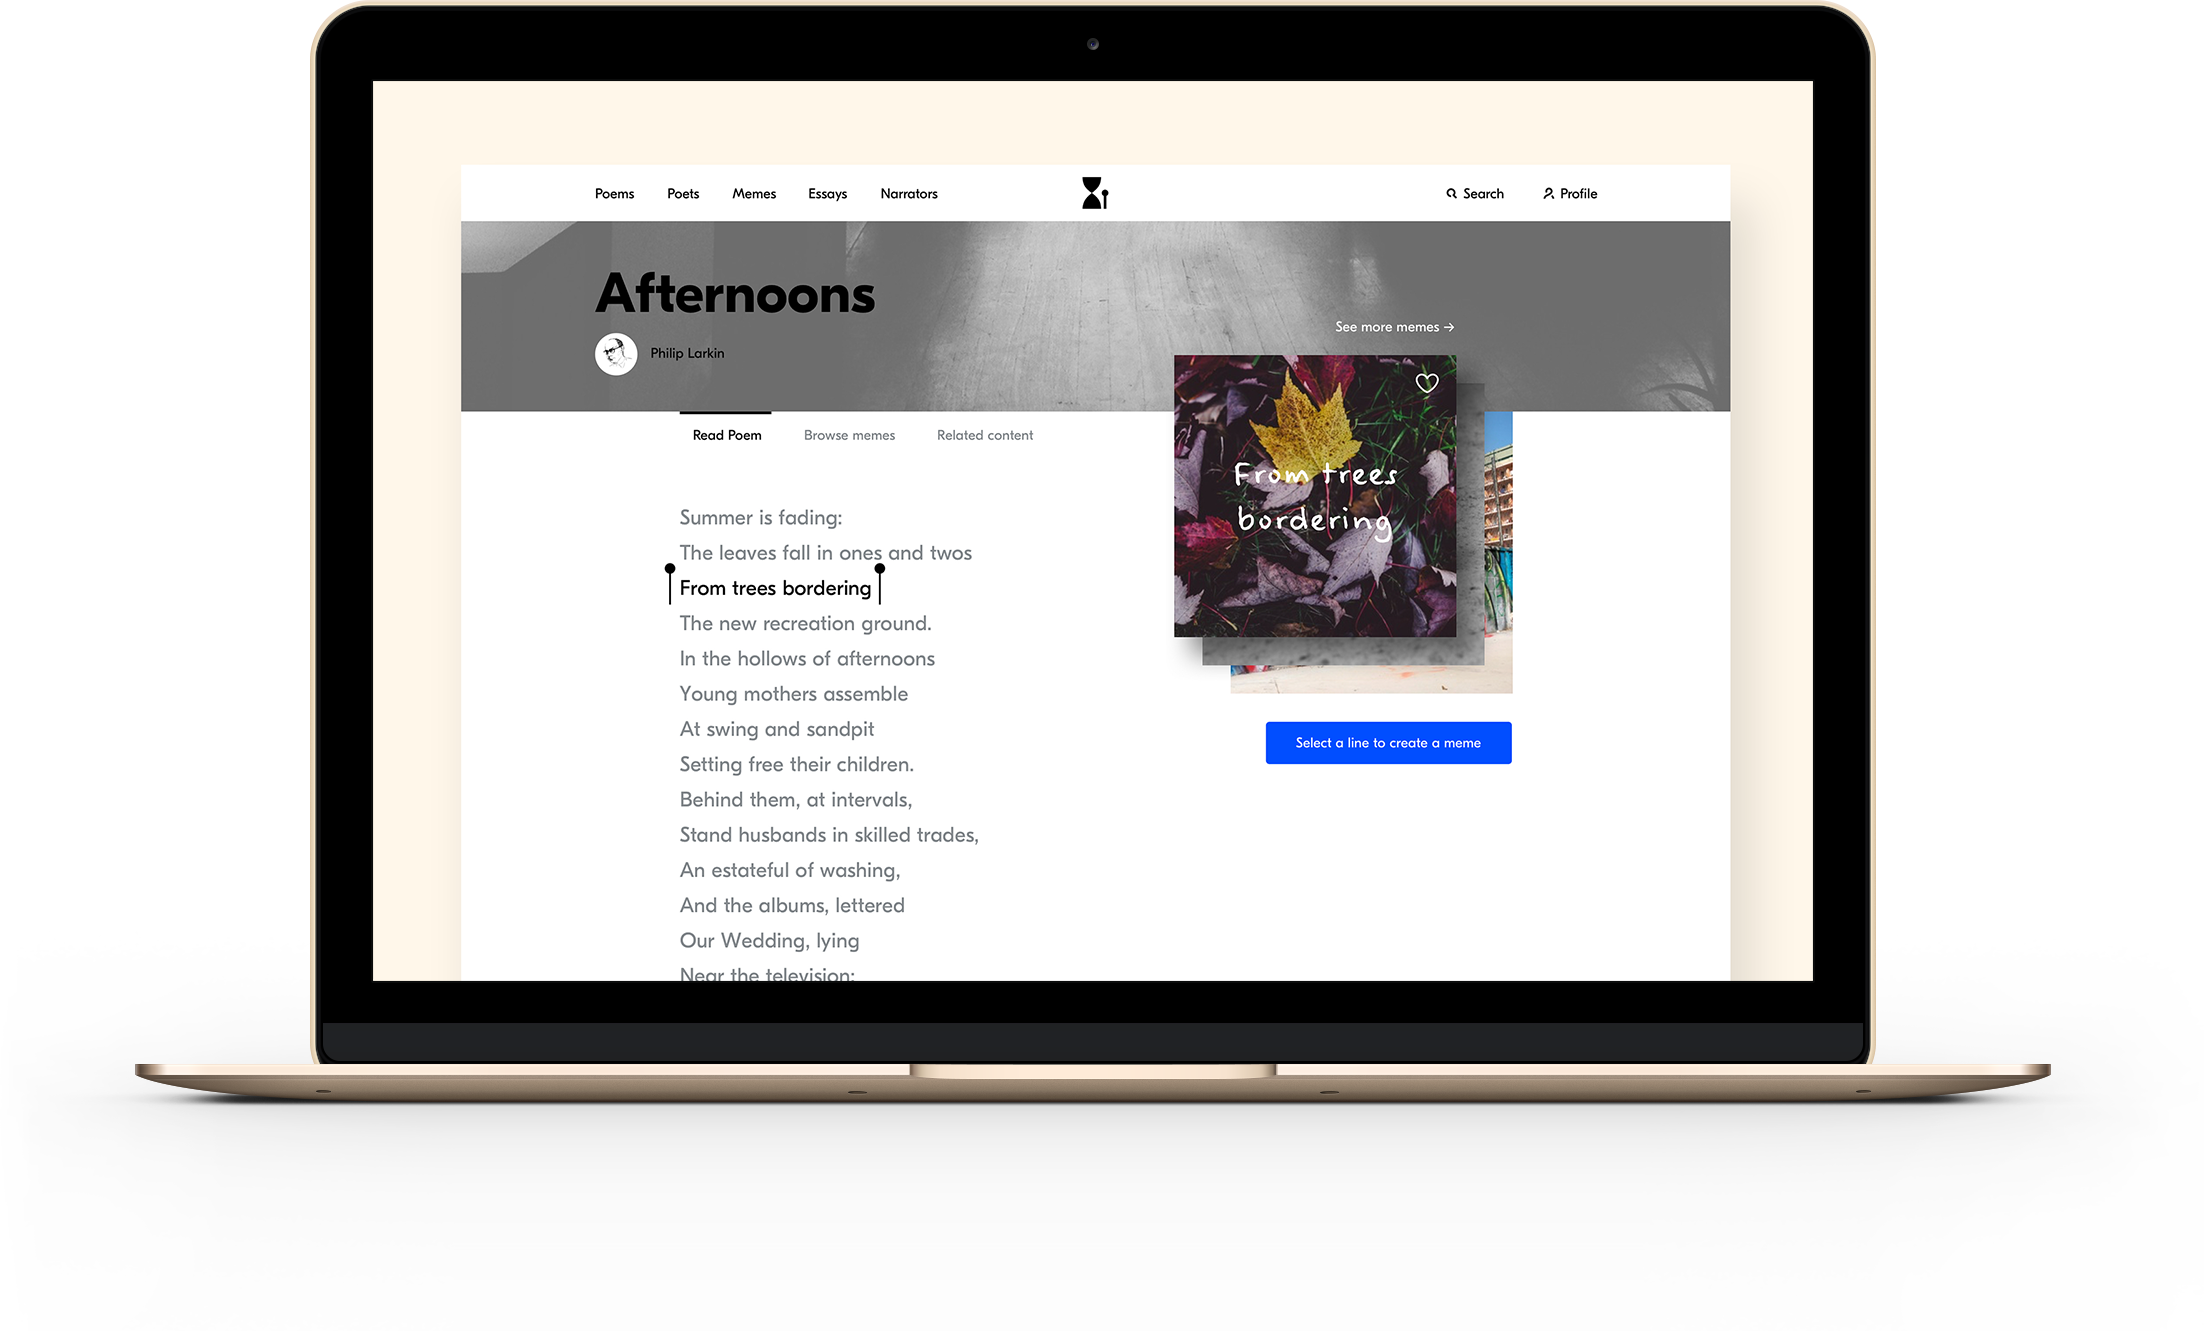 Poems
Poets
Memes
Essays
Narrators
Search
Profile
Afternoons
Philip Larkin
See more memes →
Read Poem
Browse memes
Related content
Summer is fading:
The leaves fall in ones and twos
From trees bordering
The new recreation ground.
In the hollows of afternoons
Young mothers assemble
At swing and sandpit
Setting free their children.
Behind them, at intervals,
Stand husbands in skilled trades,
An estateful of washing,
And the albums, lettered
Our Wedding, lying
Near the television:
From trees
bordering
Select a line to create a meme